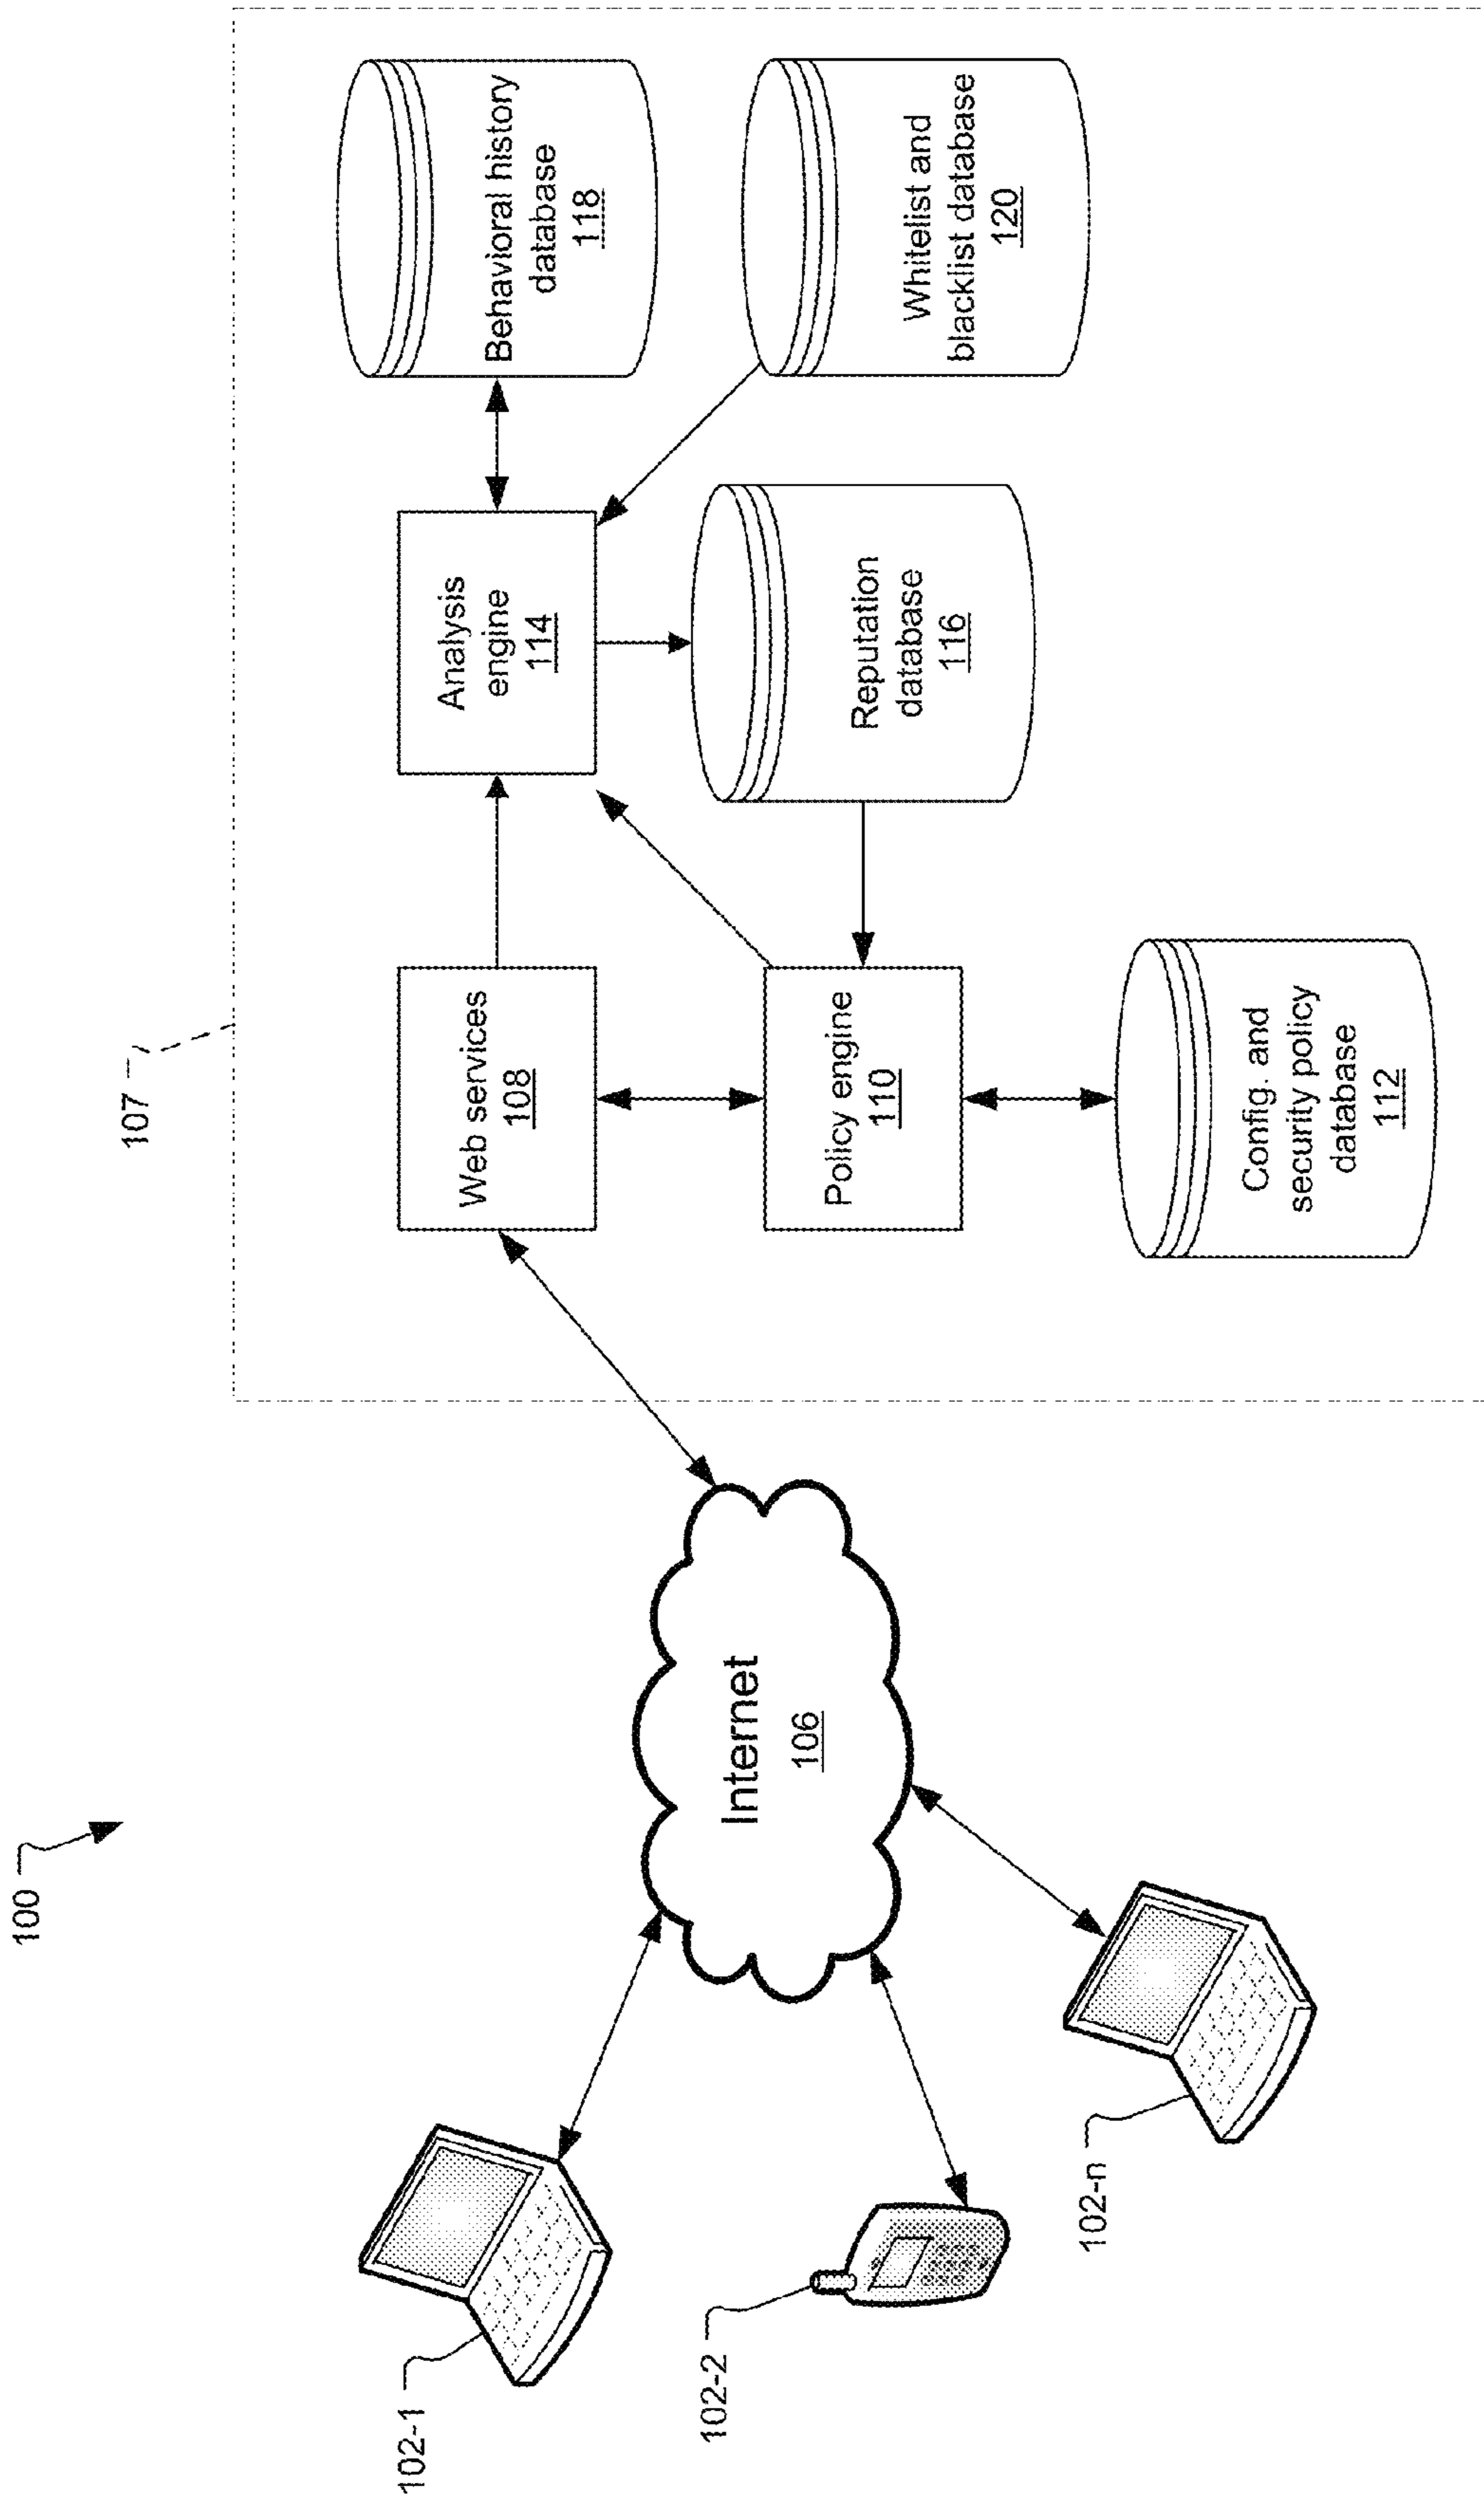 100
107
102-1
102-2
102-n
Internet
106
Web services
108
Policy engine
110
Config. and
security policy
database
112
Analysis
engine
114
Reputation
database
116
Behavioral history
database
118
Whitelist and
blacklist database
120